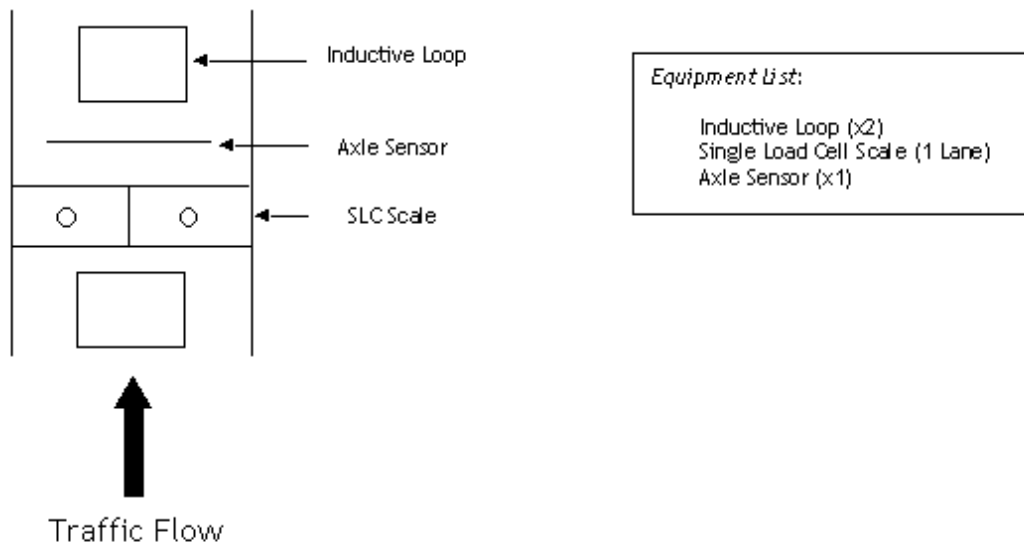 Inductive Loop
Axle Sensor
SLC Scale
Traffic Flow
Equipment List:
Inductive Loop (x2)
Single Load Cell Scale (1 Lane)
Axle Sensor (x1)